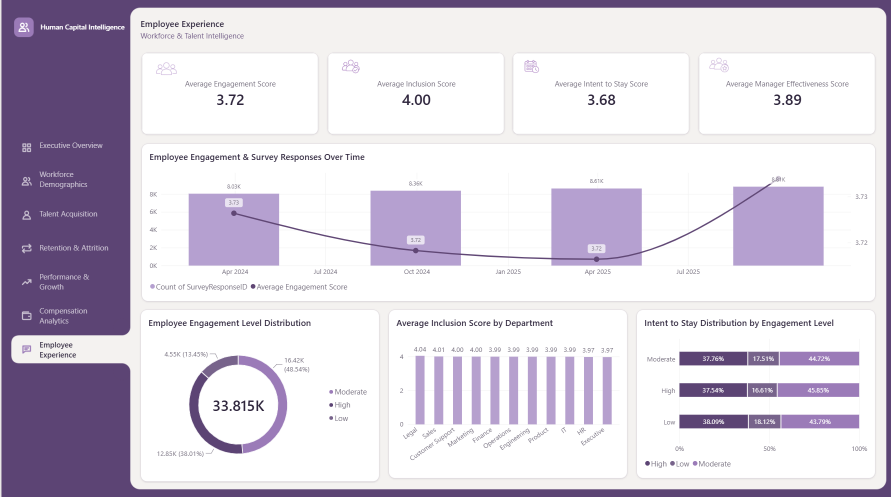 Human Capital Intelligence
Executive Overview
Workforce
Demographics
Talent Acquisition
Retention & Attrition
Performance &
Growth
Compensation
Analytics
Employee
Experience
Employee Experience
Workforce & Talent Intelligence
Average Engagement Score
3.72
Average Inclusion Score
4.00
Average Intent to Stay Score
3.68
Average Manager Effectiveness Score
3.89
Employee Engagement & Survey Responses Over Time
8K
6K
4K
2K
0K
8.03K
8.36K
8.61K
3.73
3.72
3.72
3.73
3.72
Apr 2024
Jul 2024
Oct 2024
Jan 2025
Apr 2025
Jul 2025
Count of SurveyResponseID
Average Engagement Score
Employee Engagement Level Distribution
4.55K (13.45%)
16.42K
(48.54%)
33.815K
12.85K (38.01%)
Moderate
High
Low
Average Inclusion Score by Department
4
2
0
4.04 4.01 4.00 4.00 3.99 3.99 3.99 3.99 3.99 3.97 3.97
Legal
Sales
Customer Support
Marketing
Finance
Operations
Engineering
Product
IT
HR
Executive
Intent to Stay Distribution by Engagement Level
Moderate 37.76% 17.51% 44.72%
High 37.54% 16.61% 45.85%
Low 38.09% 18.12% 43.79%
0% 50% 100%
High Low Moderate